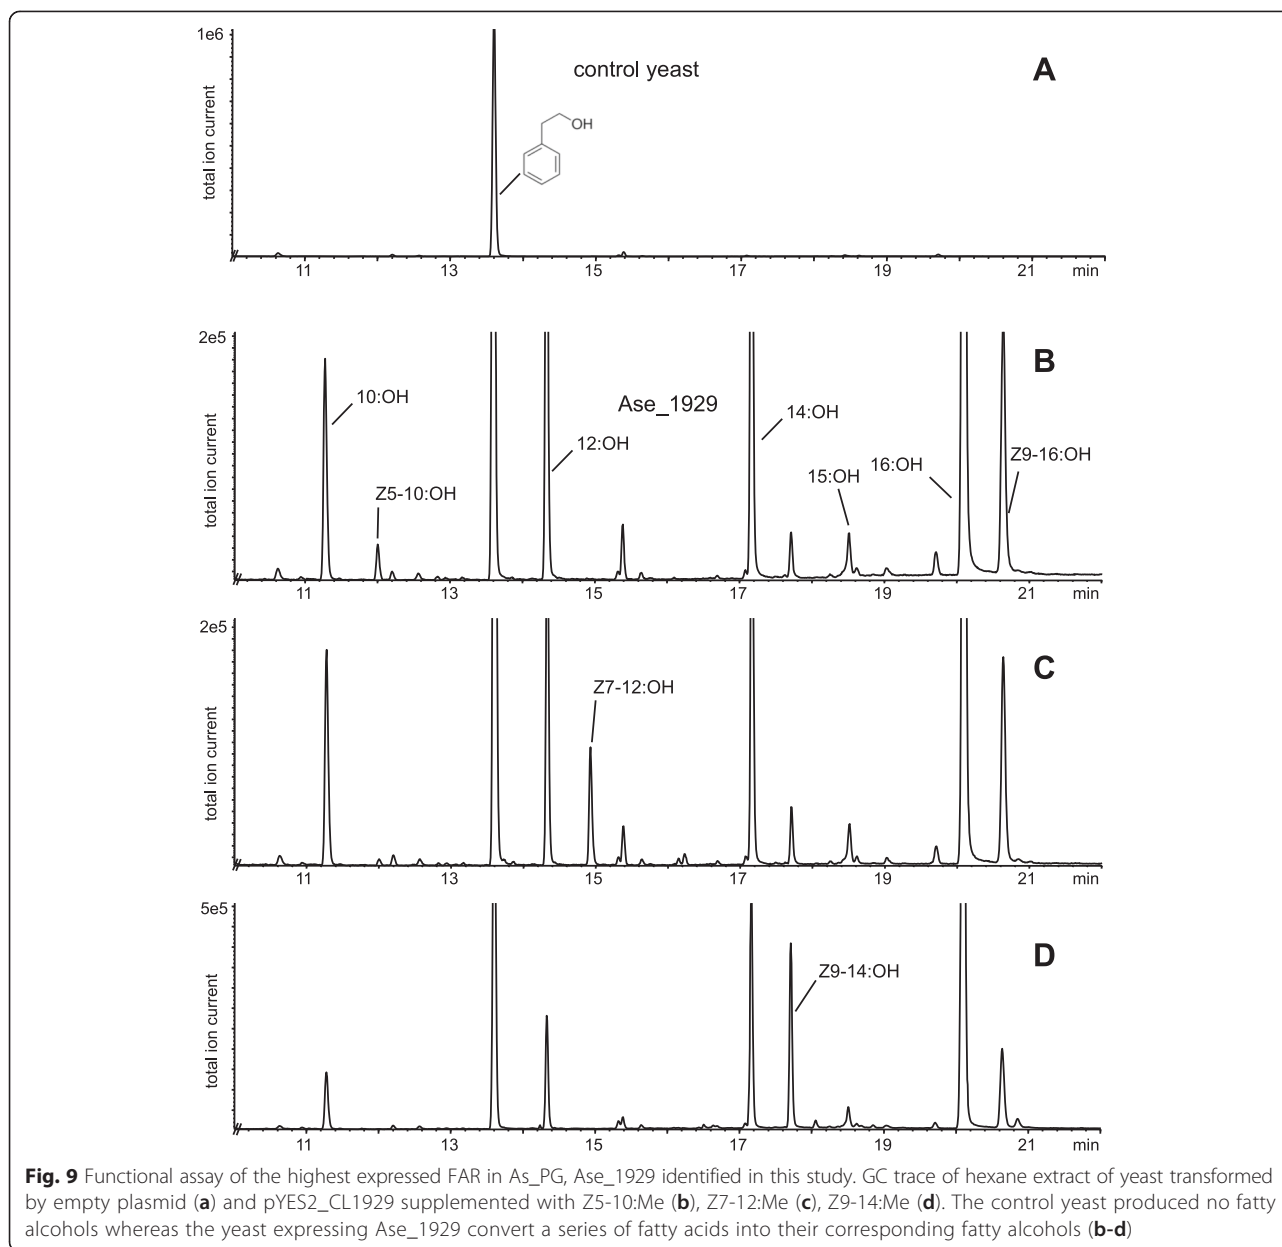 1e6
control yeast
A
OH
total ion current
11 13 15 17 19 21 min
2e5
B
10:OH
Ase_1929
14:OH
12:OH
Z9-16:OH
16:OH
15:OH
Z5-10:OH
total ion current
11 13 15 17 19 21 min
2e5
C
Z7-12:OH
total ion current
11 13 15 17 19 21 min
5e5
D
Z9-14:OH
total ion current
11 13 15 17 19 21 min
Fig. 9 Functional assay of the highest expressed FAR in As_PG, Ase_1929 identified in this study. GC trace of hexane extract of yeast transformed
by empty plasmid (a) and pYES2_CL1929 supplemented with Z5-10:Me (b), Z7-12:Me (c), Z9-14:Me (d). The control yeast produced no fatty
alcohols whereas the yeast expressing Ase_1929 convert a series of fatty acids into their corresponding fatty alcohols (b-d)